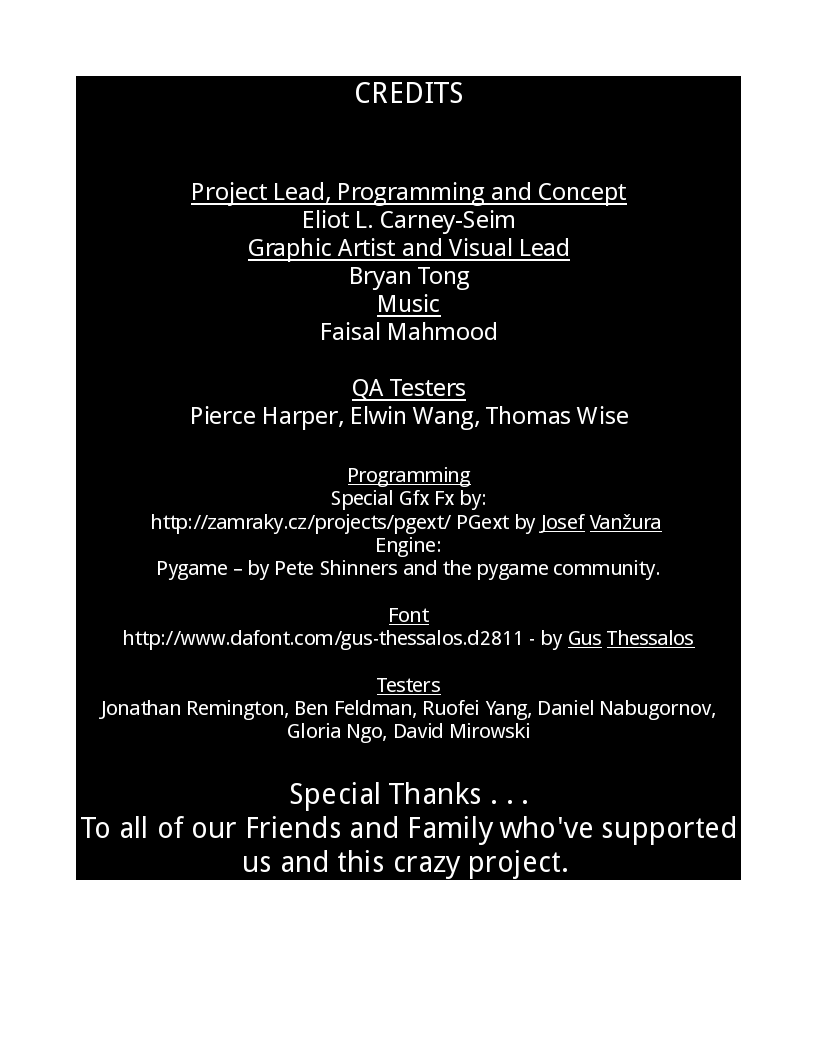 CREDITS
Project Lead, Programming and Concept
Eliot L. Carney-Seim
Graphic Artist and Visual Lead
Bryan Tong
Music
Faisal Mahmood
QA Testers
Pierce Harper, Elwin Wang, Thomas Wise
Programming
Special Gfx Fx by:
http://zamraky.cz/projects/pgext/ PGext by Josef Vanžura
Engine:
Pygame – by Pete Shinners and the pygame community.
Font
http://www.dafont.com/gus-thessalos.d2811 - by Gus Thessalos
Testers
Jonathan Remington, Ben Feldman, Ruofei Yang, Daniel Nabugornov,
Gloria Ngo, David Mirowski
Special Thanks . . .
To all of our Friends and Family who've supported
us and this crazy project.